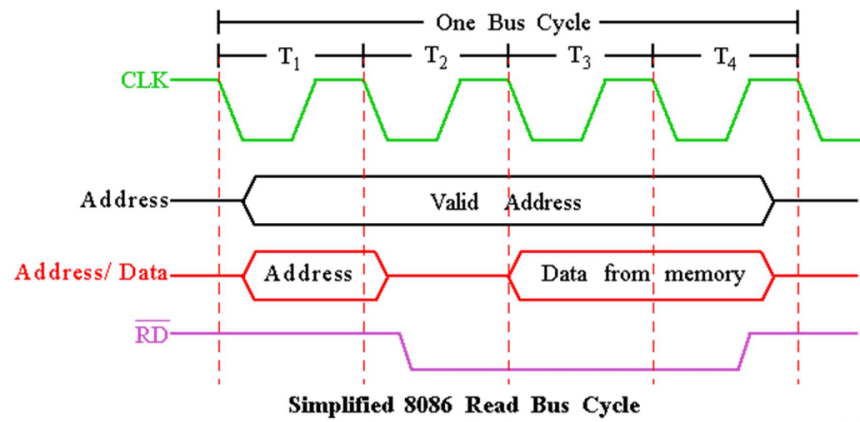 One Bus Cycle
T1 T2 T3 T4
CLK
Address Valid Address
Address/ Data Address Data from memory
RD
Simplified 8086 Read Bus Cycle